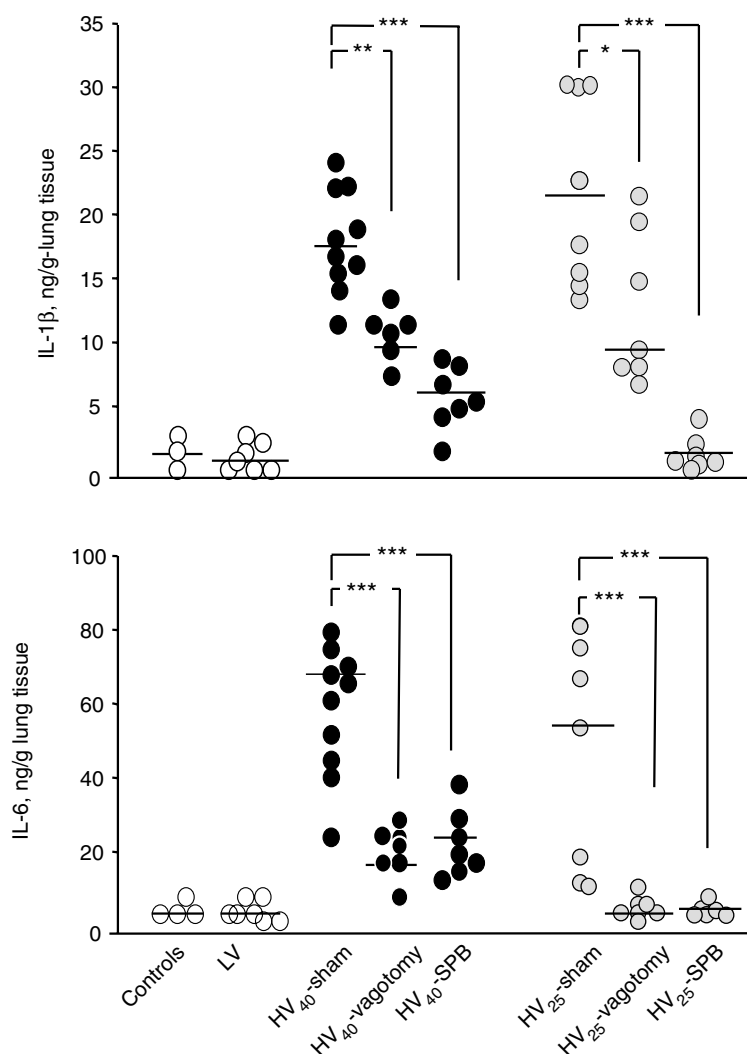 35
***
**
***
*
30
25
20
15
10
5
0
IL-1β, ng/g-lung tissue
100
***
***
***
***
80
60
40
20
0
IL-6, ng/g lung tissue
Controls
LV
HV40-sham
HV40-vagotomy
HV40-SPB
HV25-sham
HV25-vagotomy
HV25-SPB